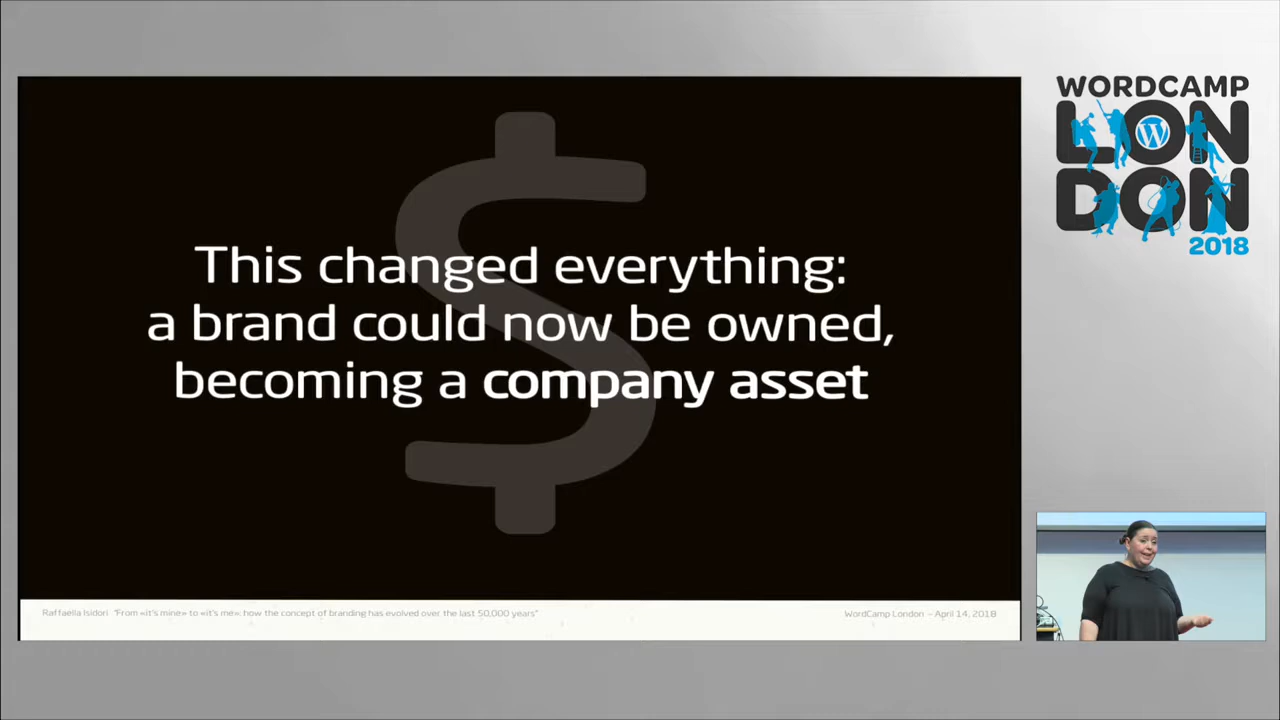 This changed everything:
a brand could now be owned,
becoming a company asset
Raffaella Isidori "From «it's mine» to «it's me»: how the concept of branding has evolved over the last 50,000 years"
WordCamp London – April 14, 2018
WORDCAMP
LON
DON
2018